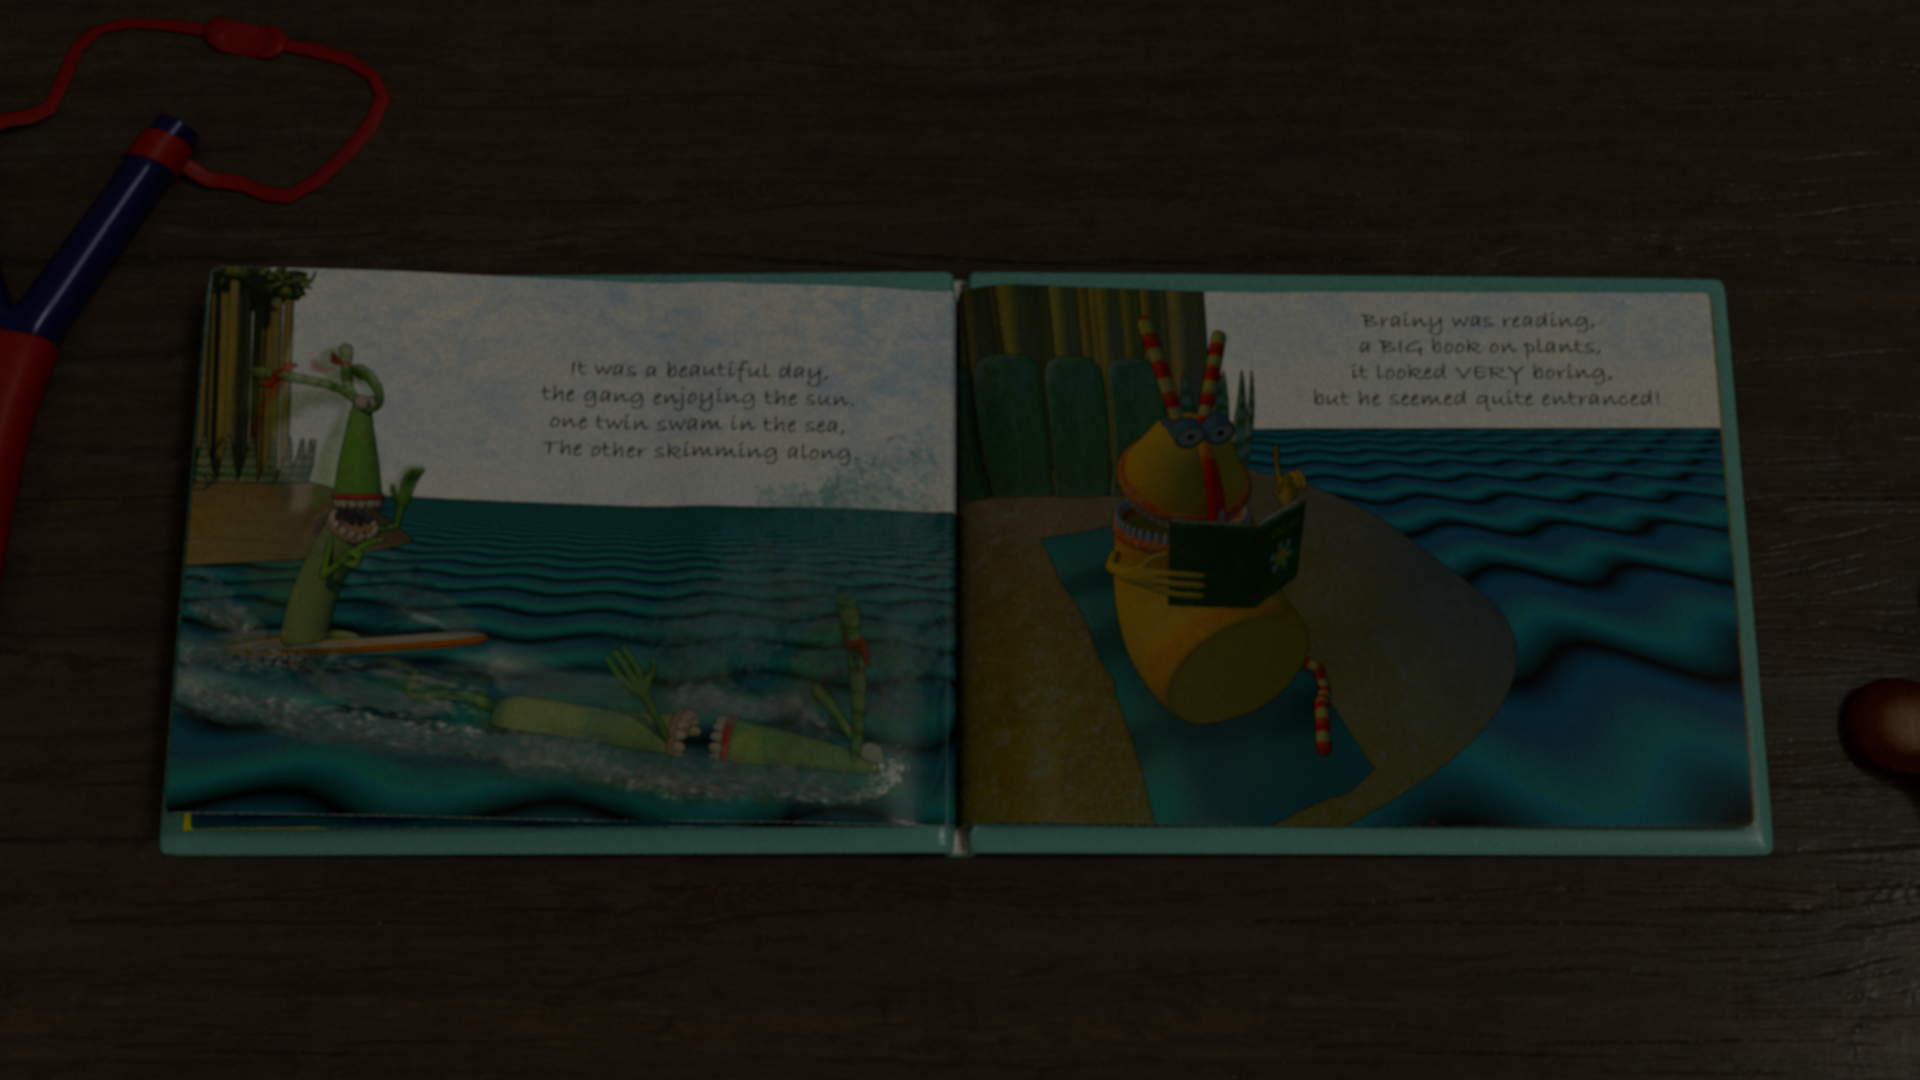 It was a beautiful day,
the gang enjoying the sun.
one twin swam in the sea,
The other skimming along.
Brainy was reading,
a BIG book on plants,
it looked VERY boring,
but he seemed quite entranced!